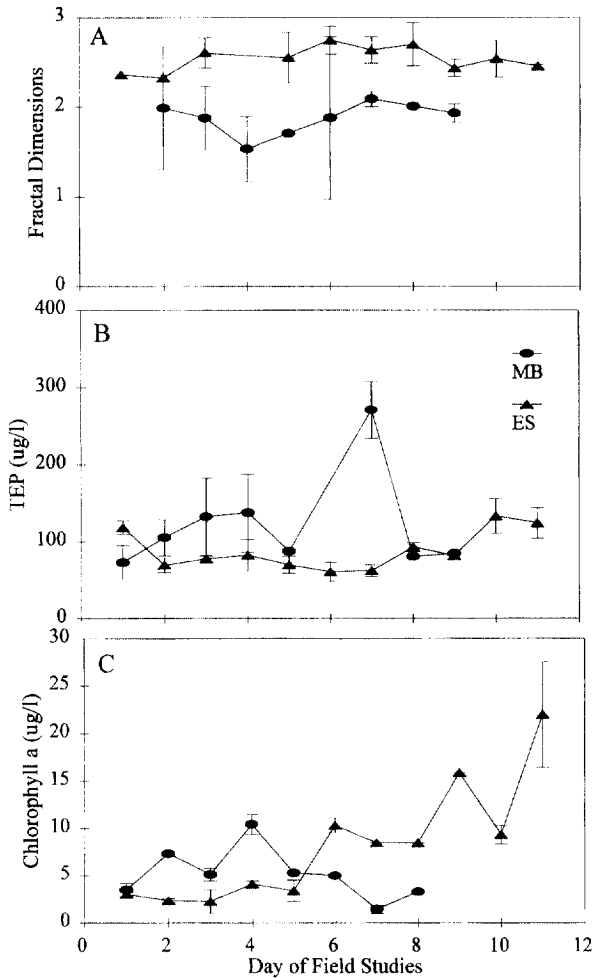 3
A
2
Fractal Dimensions
1
0
400
B
300
MB
ES
200
TEP (ug/l)
100
0
30
C
25
20
15
Chlorophyll a (ug/l)
10
5
0
0 2 4 6 8 10 12
Day of Field Studies